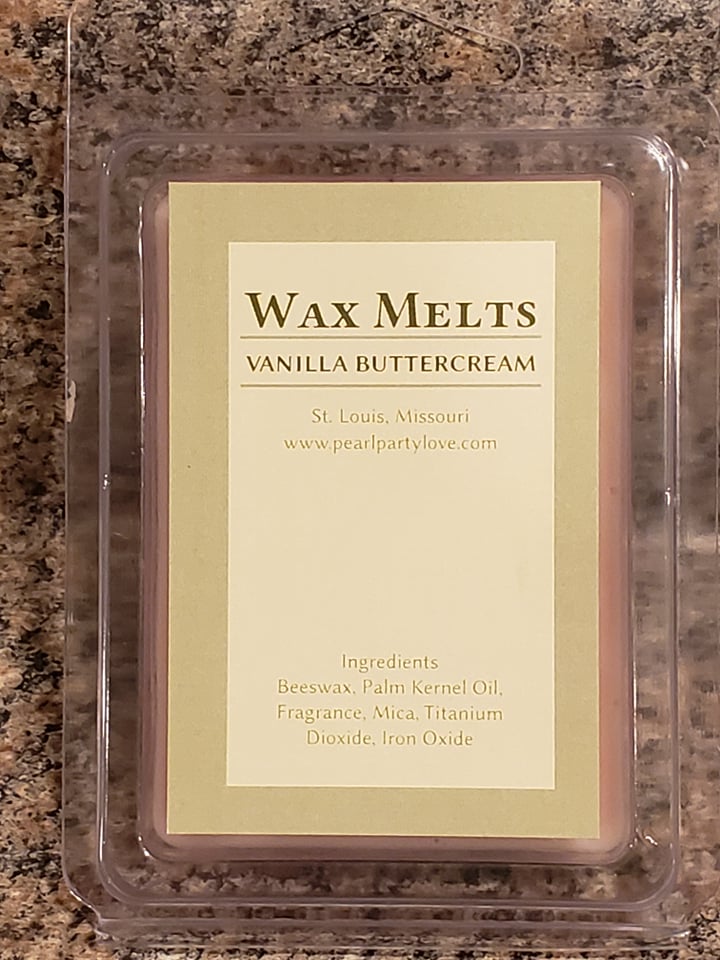 WAX MELTS
VANILLA BUTTERCREAM
St. Louis, Missouri
www.pearlpartylove.com
Ingredients
Beeswax, Palm Kernel Oil,
Fragrance, Mica, Titanium
Dioxide, Iron Oxide